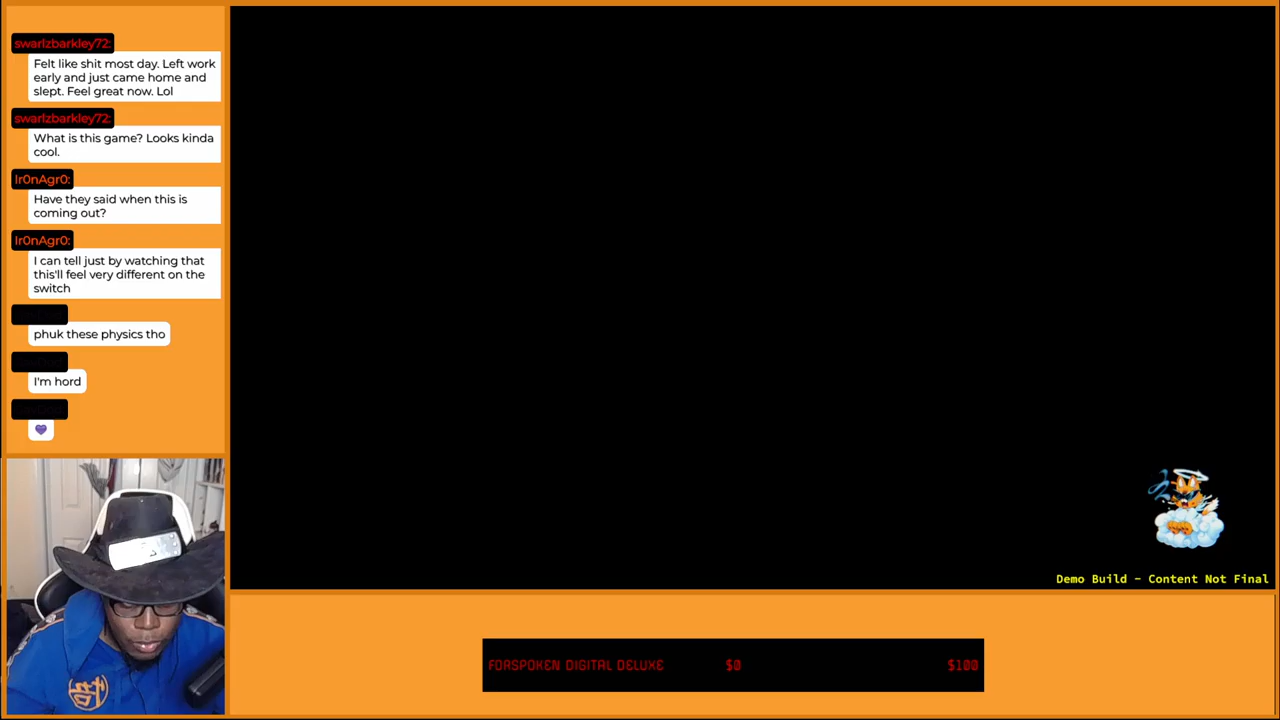 swarlzbarkley72:
Felt like shit most day. Left work
early and just came home and
slept. Feel great now. Lol
swarlzbarkley72:
What is this game? Looks kinda
cool.
Ir0nAgr0:
Have they said when this is
coming out?
Ir0nAgr0:
I can tell just by watching that
this'll feel very different on the
switch
phuk these physics tho
I'm hord
Demo Build - Content Not Final
FORSPOKEN DIGITAL DELUXE $0 $100